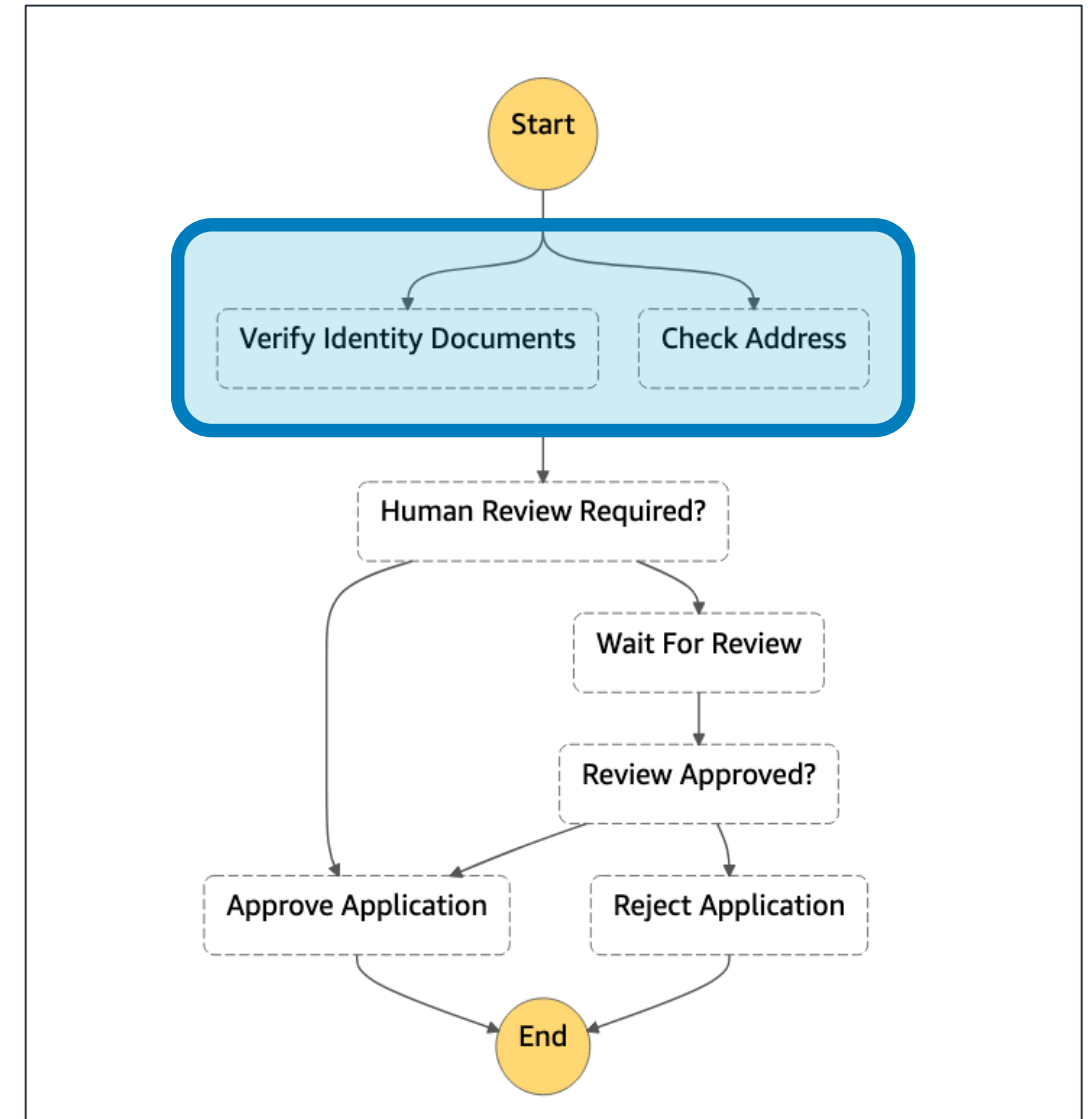 Start
Verify Identity Documents
Check Address
Human Review Required?
Wait For Review
Review Approved?
Approve Application
Reject Application
End